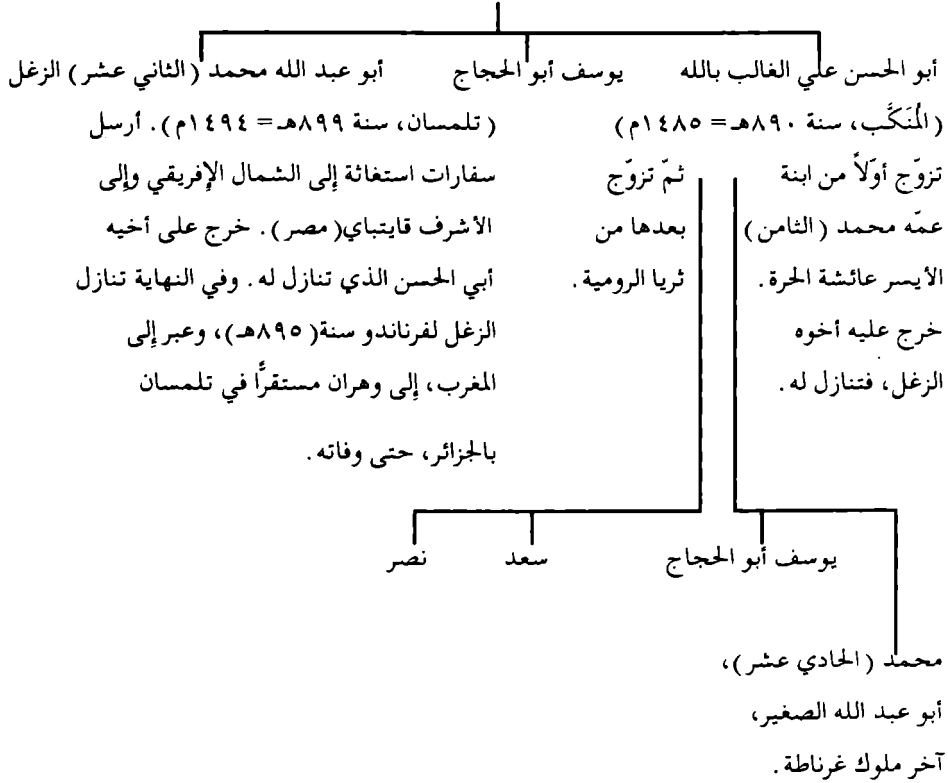 أبو الحسن علي الغالب بالله
(المُنَكَّب، سنة ٨٩٠هـ = ١٤٨٥م)
تزوّج أوّلاً من ابنة
عمّه محمد (الثامن)
الأيسر عائشة الحرة.
خرج عليه أخوه
الزغل، فتنازل له.
ثمّ تزوّج
بعدها من
ثريا الرومية.
يوسف أبو الحجاج
أبو عبد الله محمد (الثاني عشر) الزغل
(تلمسان، سنة ٨٩٩هـ = ١٤٩٤م). أرسل
سفارات استغاثة إلى الشمال الإفريقي وإلى
الأشرف قايتباي (مصر). خرج على أخيه
أبي الحسن الذي تنازل له. وفي النهاية تنازل
الزغل لفرناندو سنة (٨٩٥هـ)، وعبر إلى
المغرب، إلى وهران مستقرًّا في تلمسان
بالجزائر، حتى وفاته.
يوسف أبو الحجاج
سعد
نصر
محمد (الحادي عشر)،
أبو عبد الله الصغير،
آخر ملوك غرناطة.